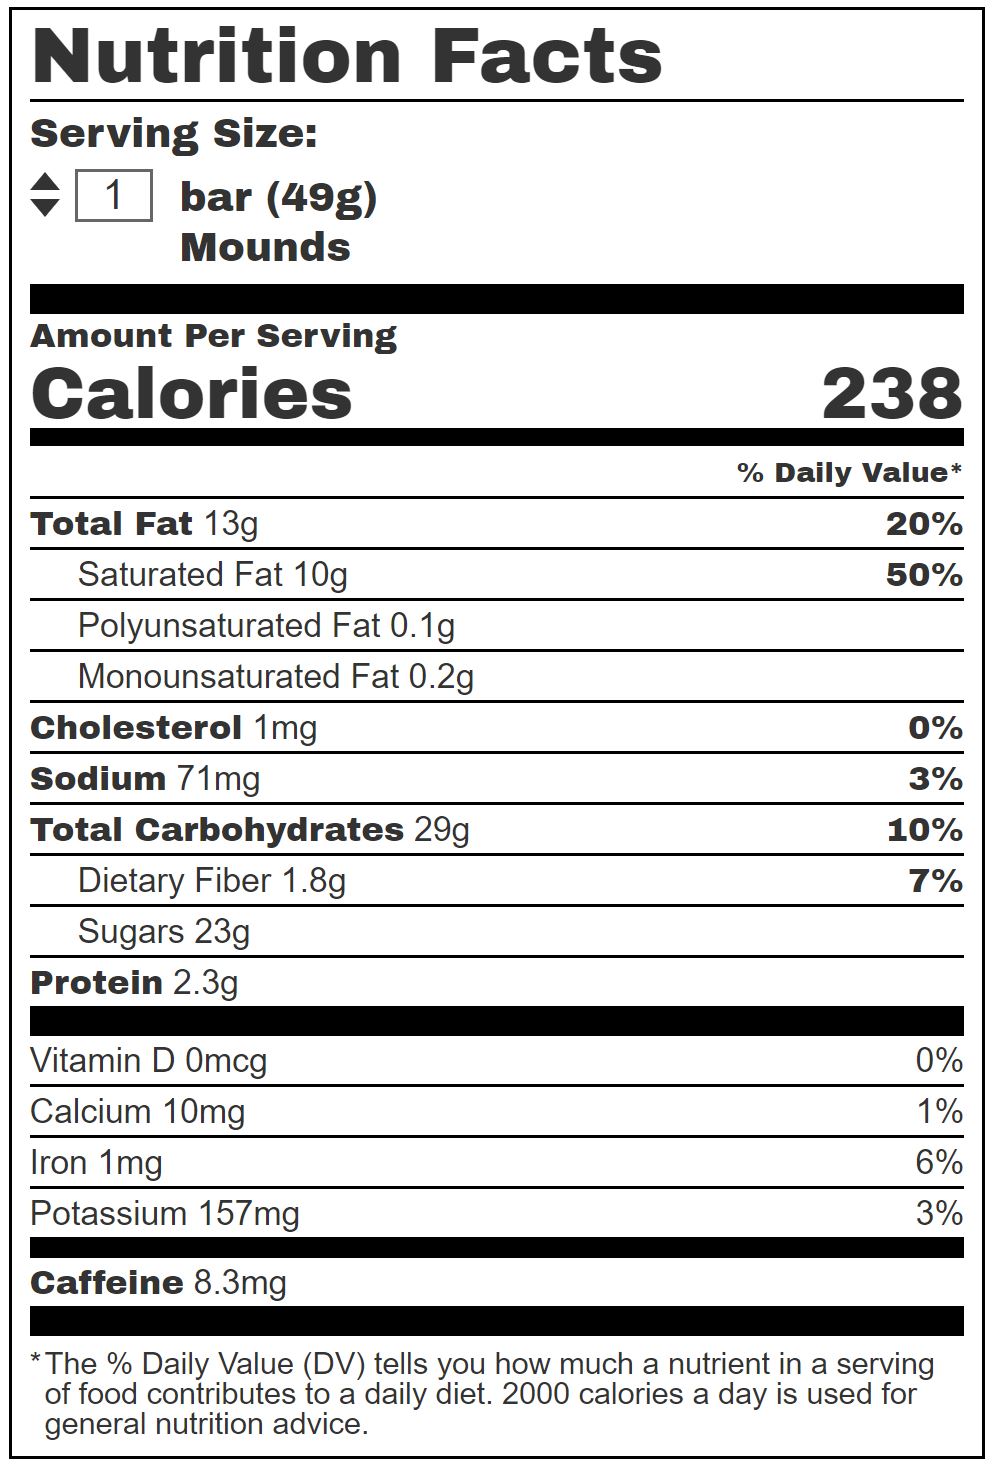 Nutrition Facts
Serving Size:
1 bar (49g)
Mounds
Amount Per Serving
Calories 238
% Daily Value*
Total Fat 13g 20%
Saturated Fat 10g 50%
Polyunsaturated Fat 0.1g
Monounsaturated Fat 0.2g
Cholesterol 1mg 0%
Sodium 71mg 3%
Total Carbohydrates 29g 10%
Dietary Fiber 1.8g 7%
Sugars 23g
Protein 2.3g
Vitamin D 0mcg 0%
Calcium 10mg 1%
Iron 1mg 6%
Potassium 157mg 3%
Caffeine 8.3mg
*The % Daily Value (DV) tells you how much a nutrient in a serving
of food contributes to a daily diet. 2000 calories a day is used for
general nutrition advice.